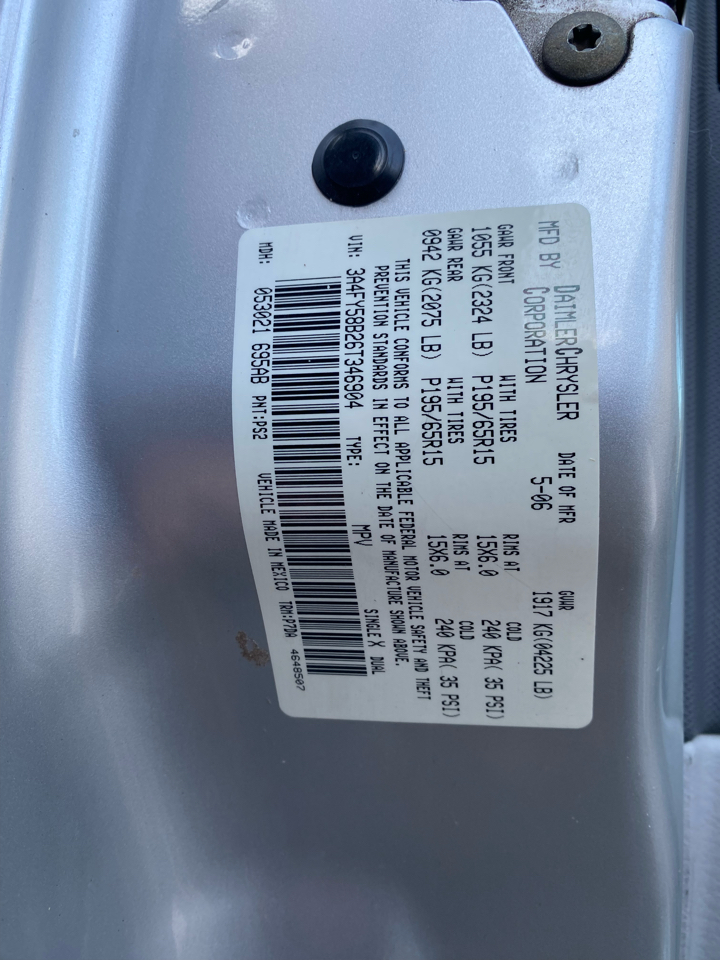 MFD BY DAIMLERCHRYSLER CORPORATION DATE OF MFR 5-06 GVWR 1917 KG(04225 LB)
GAWR FRONT WITH TIRES RIMS AT COLD
1055 KG(2324 LB) P195/65R15 15X6.0 240 KPA( 35 PSI)
GAWR REAR WITH TIRES RIMS AT COLD
0942 KG(2075 LB) P195/65R15 15X6.0 240 KPA( 35 PSI)
THIS VEHICLE CONFORMS TO ALL APPLICABLE FEDERAL MOTOR VEHICLE SAFETY AND THEFT
PREVENTION STANDARDS IN EFFECT ON THE DATE OF MANUFACTURE SHOWN ABOVE.
VIN: 3A4FY58B26T346904 TYPE: MPV SINGLE X DUAL
MDH: 053021 695AB PNT:PS2 VEHICLE MADE IN MEXICO TRM:P7DA 4648507